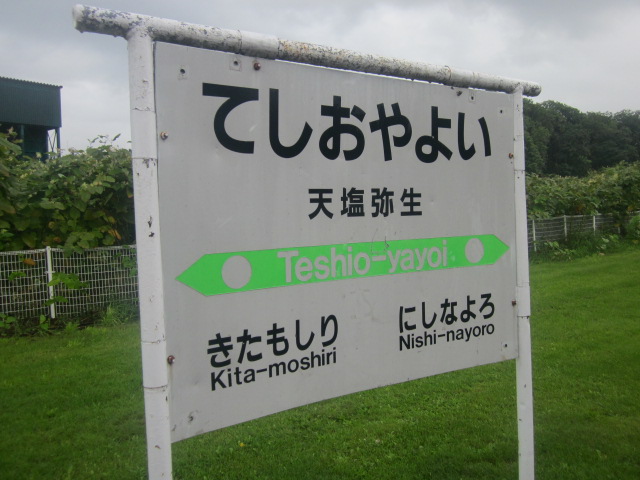 てしおやよい
天塩弥生
Teshio-yayoi
きたもしり にしなよろ
Kita-moshiri Nishi-nayoro